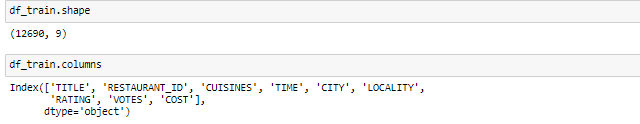 df_train.shape
(12690, 9)
df_train.columns
Index(['TITLE', 'RESTAURANT_ID', 'CUISINES', 'TIME', 'CITY', 'LOCALITY',
'RATING', 'VOTES', 'COST'],
dtype='object')